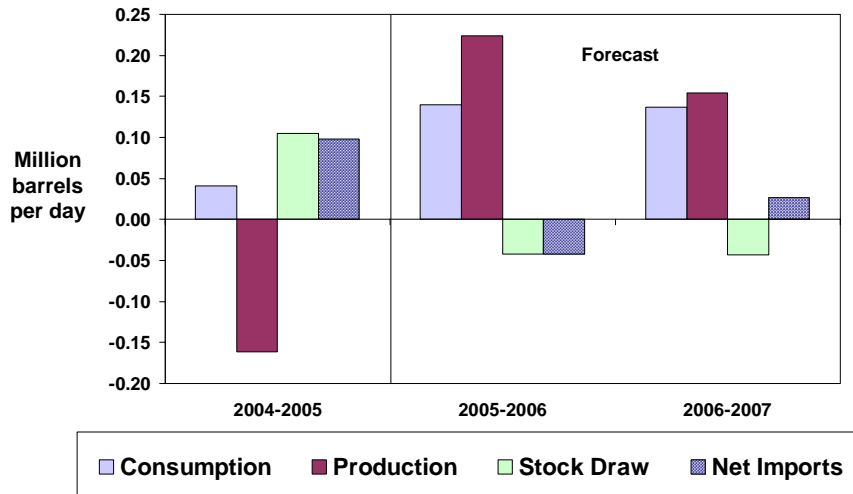 0.25
0.20
0.15
0.10
0.05
0.00
-0.05
-0.10
-0.15
-0.20
Million
barrels
per day
Forecast
2004-2005 2005-2006 2006-2007
Consumption Production Stock Draw Net Imports